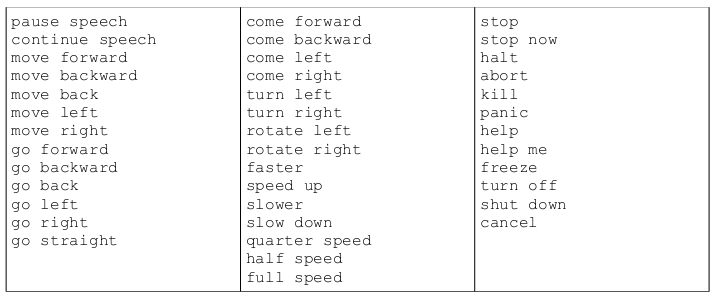 pause speech
continue speech
move forward
move backward
move back
move left
move right
go forward
go backward
go back
go left
go right
go straight
come forward
come backward
come left
come right
turn left
turn right
rotate left
rotate right
faster
speed up
slower
slow down
quarter speed
half speed
full speed
stop
stop now
halt
abort
kill
panic
help
help me
freeze
turn off
shut down
cancel